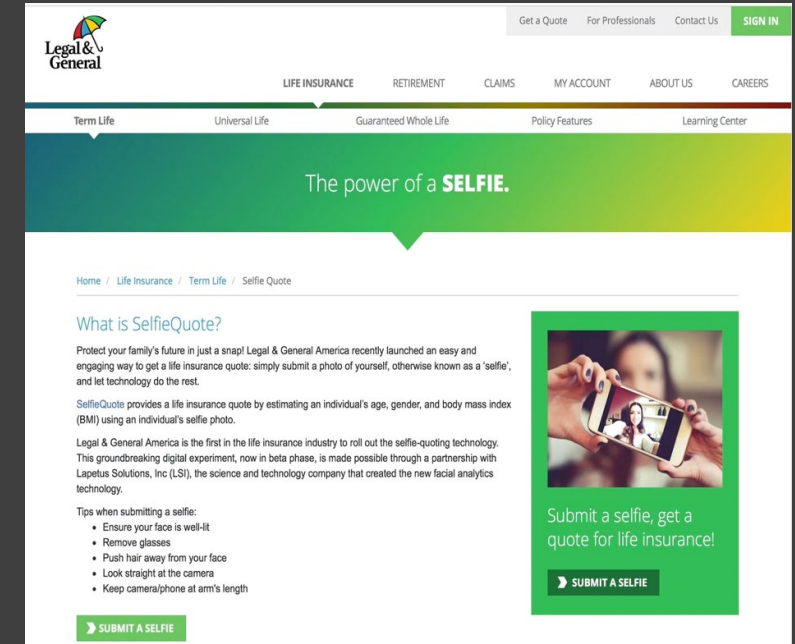 Get a Quote For Professionals Contact Us SIGN IN
Legal &
General
LIFE INSURANCE RETIREMENT CLAIMS MY ACCOUNT ABOUT US CAREERS
Term Life Universal Life Guaranteed Whole Life Policy Features Learning Center
The power of a SELFIE.
Home / Life Insurance / Term Life / Selfie Quote
What is SelfieQuote?
Protect your family's future in just a snap! Legal & General America recently launched an easy and
engaging way to get a life insurance quote: simply submit a photo of yourself, otherwise known as a 'selfie',
and let technology do the rest.
SelfieQuote provides a life insurance quote by estimating an individual's age, gender, and body mass index
(BMI) using an individual's selfie photo.
Legal & General America is the first in the life insurance industry to roll out the selfie-quoting technology.
This groundbreaking digital experiment, now in beta phase, is made possible through a partnership with
Lapetus Solutions, Inc (LSI), the science and technology company that created the new facial analytics
technology.
Tips when submitting a selfie:
• Ensure your face is well-lit
• Remove glasses
• Push hair away from your face
• Look straight at the camera
• Keep camera/phone at arm's length
SUBMIT A SELFIE
Submit a selfie, get a
quote for life insurance!
SUBMIT A SELFIE